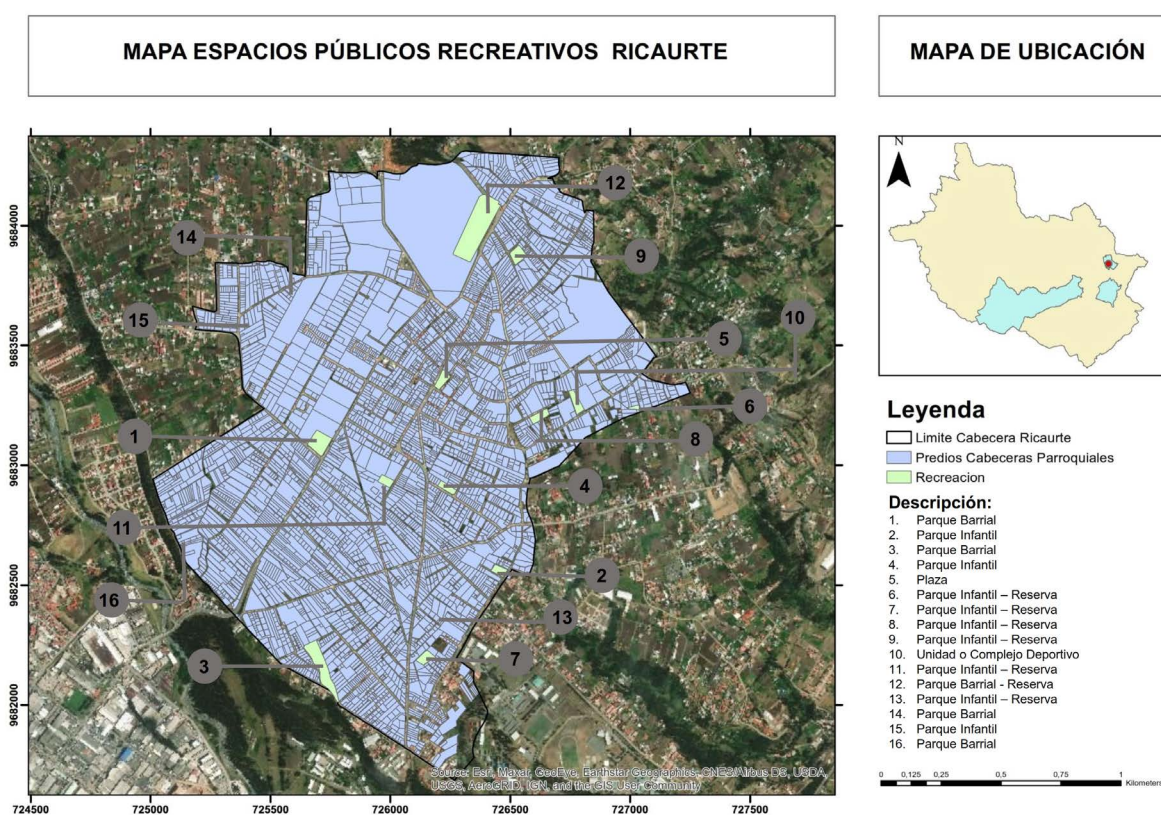 MAPA ESPACIOS PÚBLICOS RECREATIVOS RICAURTE
MAPA DE UBICACIÓN
N
12
14
9
10
15
5
6
1
8
4
11
2
16
13
3
7
9684000
9683500
9683000
9682500
9682000
724500
725000
725500
726000
726500
727000
727500
Source: Esri, Maxar, GeoEye, Earthstar Geographics, CNES/Airbus DS, USDA,
USGS, AeroGRID, IGN, and the GIS User Community
Leyenda
Limite Cabecera Ricaurte
Predios Cabeceras Parroquiales
Recreacion
Descripción:
1. Parque Barrial
2. Parque Infantil
3. Parque Barrial
4. Parque Infantil
5. Plaza
6. Parque Infantil – Reserva
7. Parque Infantil – Reserva
8. Parque Infantil – Reserva
9. Parque Infantil – Reserva
10. Unidad o Complejo Deportivo
11. Parque Infantil – Reserva
12. Parque Barrial - Reserva
13. Parque Infantil – Reserva
14. Parque Barrial
15. Parque Infantil
16. Parque Barrial
0 0,125 0,25 0,5 0,75 1
Kilometers